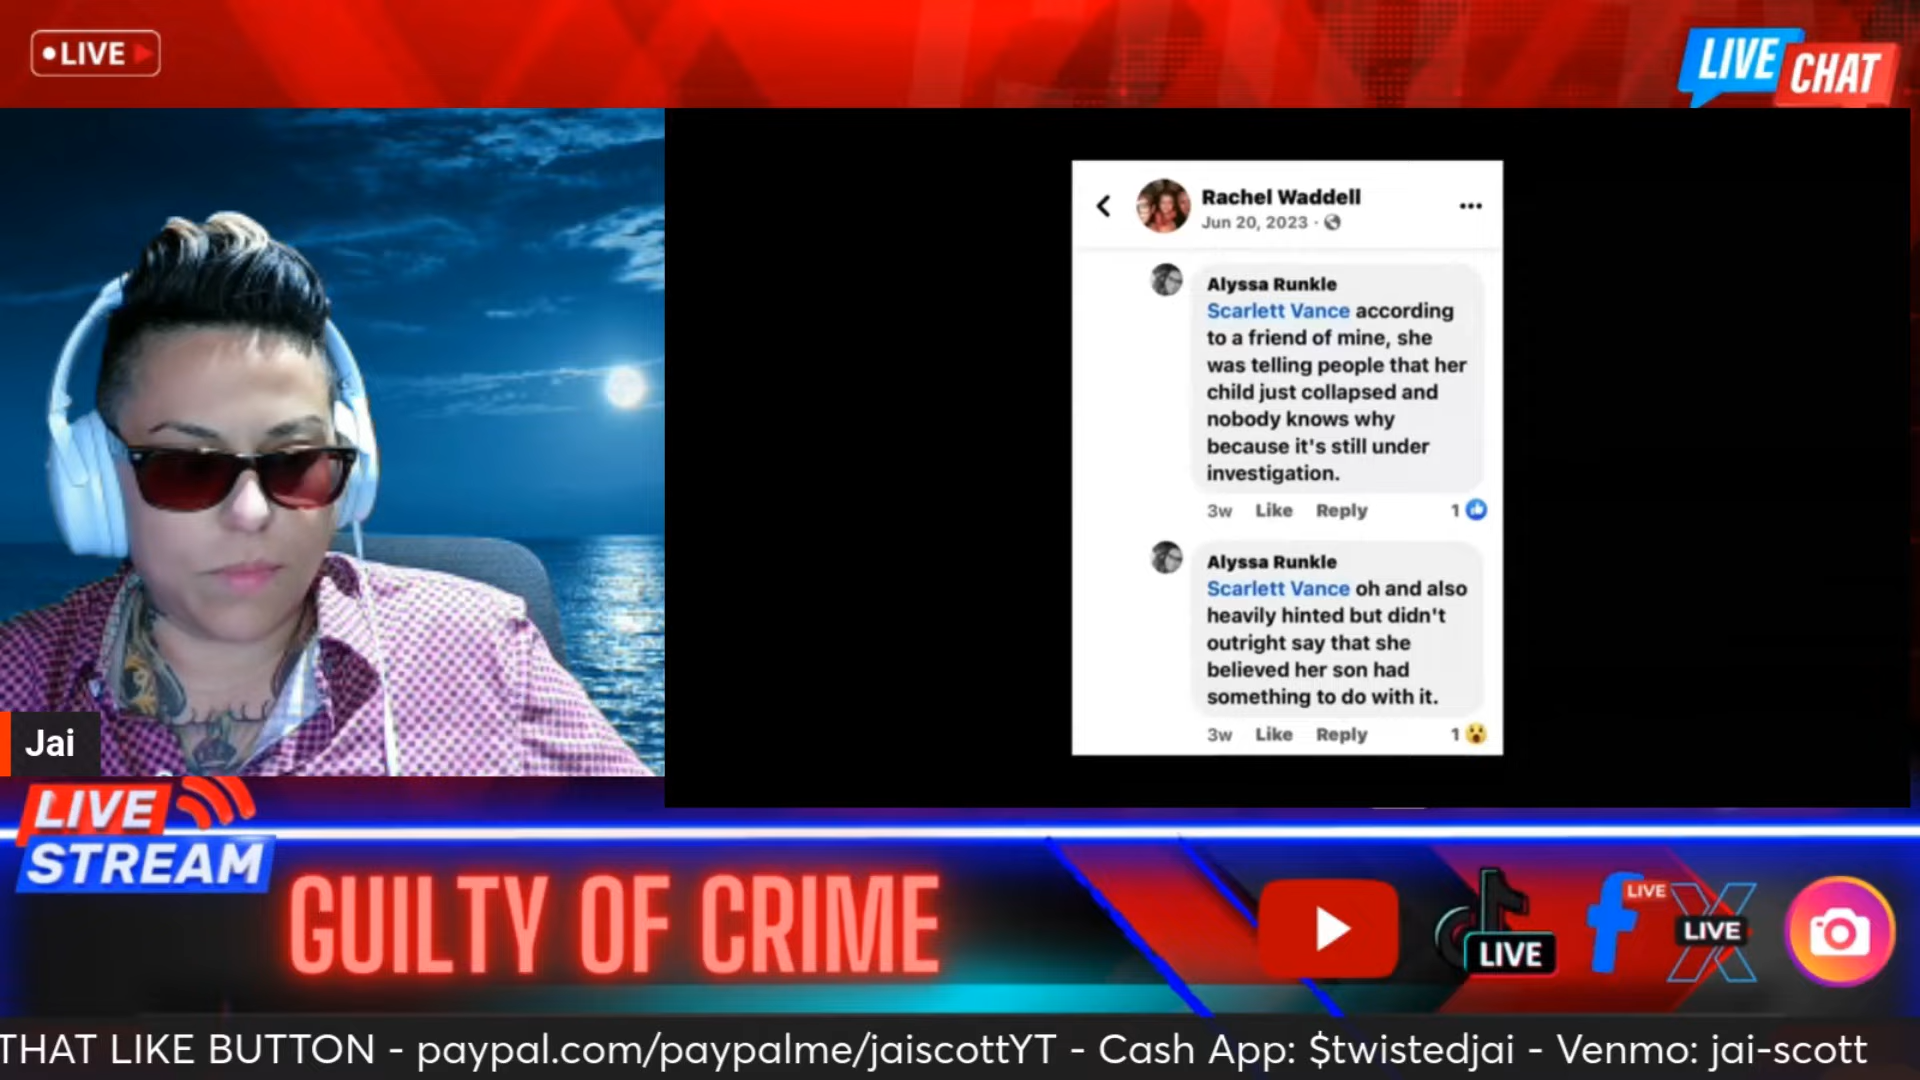 •LIVE
LIVE
CHAT
Rachel Waddell
Jun 20, 2023 ·
Alyssa Runkle
Scarlett Vance according
to a friend of mine, she
was telling people that her
child just collapsed and
nobody knows why
because it's still under
investigation.
3w Like Reply 1
Alyssa Runkle
Scarlett Vance oh and also
heavily hinted but didn't
outright say that she
believed her son had
something to do with it.
3w Like Reply 1
Jai
LIVE
STREAM
GUILTY OF CRIME
LIVE
LIVE
LIVE
THAT LIKE BUTTON - paypal.com/paypalme/jaiscottYT - Cash App: $twistedjai - Venmo: jai-scott